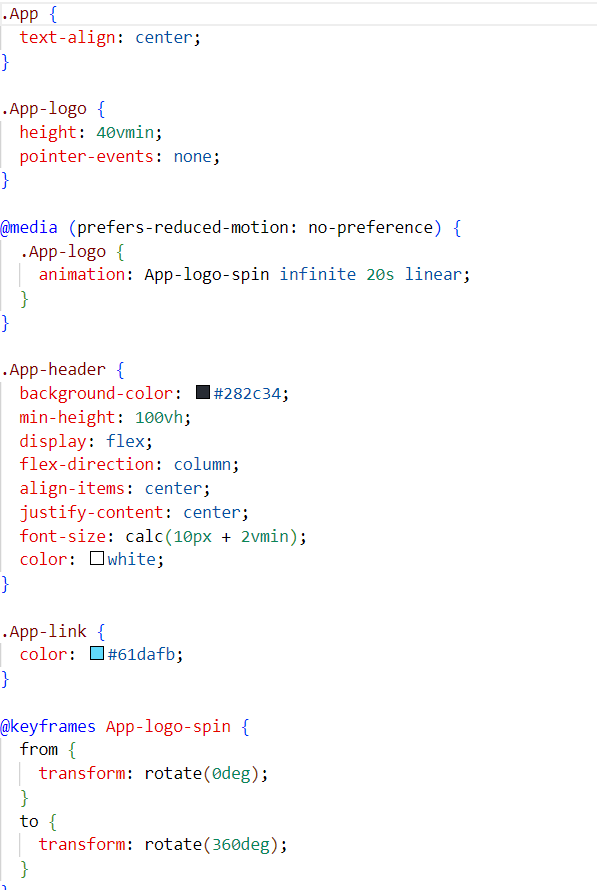 .App {
  text-align: center;
}

.App-logo {
  height: 40vmin;
  pointer-events: none;
}

@media (prefers-reduced-motion: no-preference) {
  .App-logo {
    animation: App-logo-spin infinite 20s linear;
  }
}

.App-header {
  background-color: #282c34;
  min-height: 100vh;
  display: flex;
  flex-direction: column;
  align-items: center;
  justify-content: center;
  font-size: calc(10px + 2vmin);
  color: white;
}

.App-link {
  color: #61dafb;
}

@keyframes App-logo-spin {
  from {
    transform: rotate(0deg);
  }
  to {
    transform: rotate(360deg);
  }
}